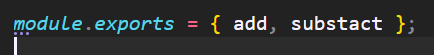 module.exports = { add, substact };